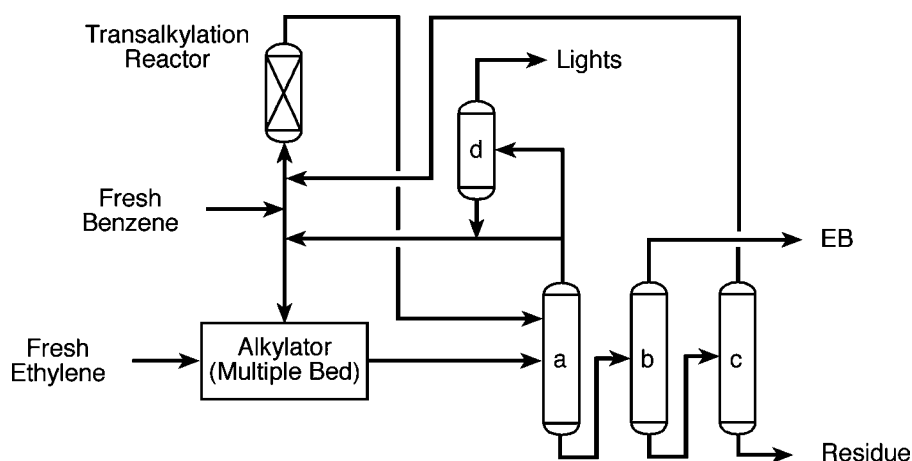 Transalkylation
Reactor
Lights
d
Fresh
Benzene
EB
Fresh
Ethylene
Alkylator
(Multiple Bed)
a
b
c
Residue